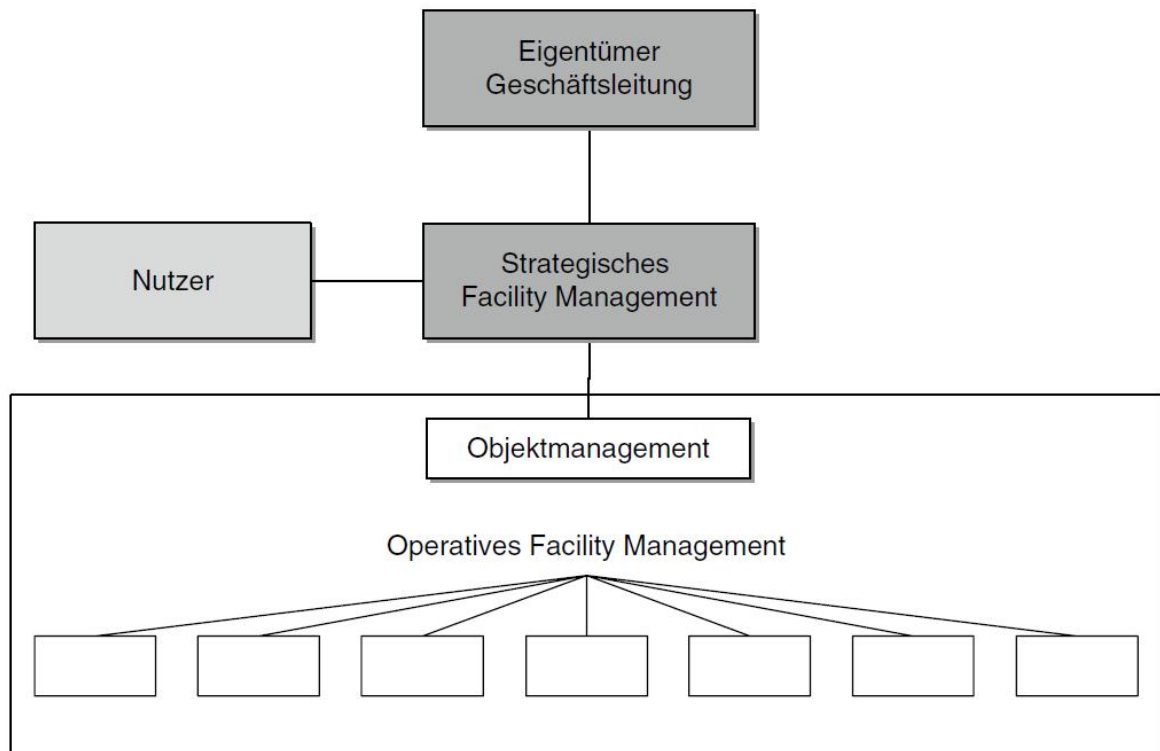 Eigentümer
Geschäftsleitung
Nutzer
Strategisches
Facility Management
Objektmanagement
Operatives Facility Management